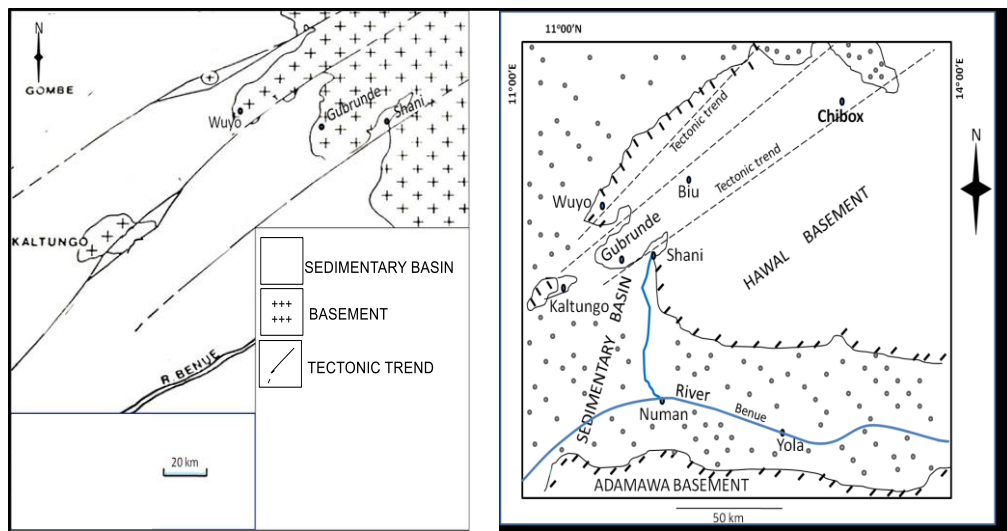 N
GOMBE
Wuyo
Gubrunde
Shani
KALTUNGO
SEDIMENTARY BASIN
+++
+++
BASEMENT
TECTONIC TREND
R. BENUE
20 km
11°00'N
11°00'E
14°00'E
N
Chibox
Tectonic trend
Tectonic trend
Biu
Wuyo
Gubrunde
Shani
HAWAL BASEMENT
Kaltungo
SEDIMENTARY BASIN
River
Numan
Benue
Yola
ADAMAWA BASEMENT
50 km